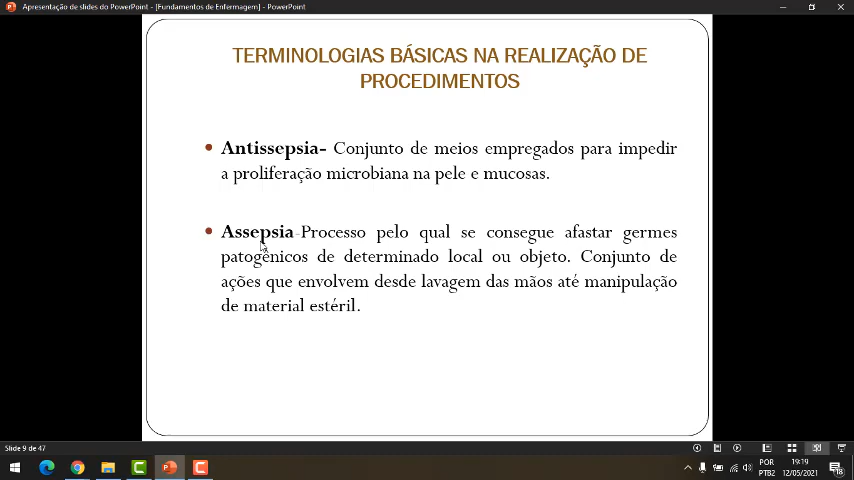 Apresentação de slides do PowerPoint - [Fundamentos de Enfermagem] - PowerPoint
TERMINOLOGIAS BÁSICAS NA REALIZAÇÃO DE
PROCEDIMENTOS
• Antissepsia- Conjunto de meios empregados para impedir
a proliferação microbiana na pele e mucosas.
• Assepsia-Processo pelo qual se consegue afastar germes
patogênicos de determinado local ou objeto. Conjunto de
ações que envolvem desde lavagem das mãos até manipulação
de material estéril.
Slide 9 de 47
POR
PTB2
19:19
12/05/2021
18